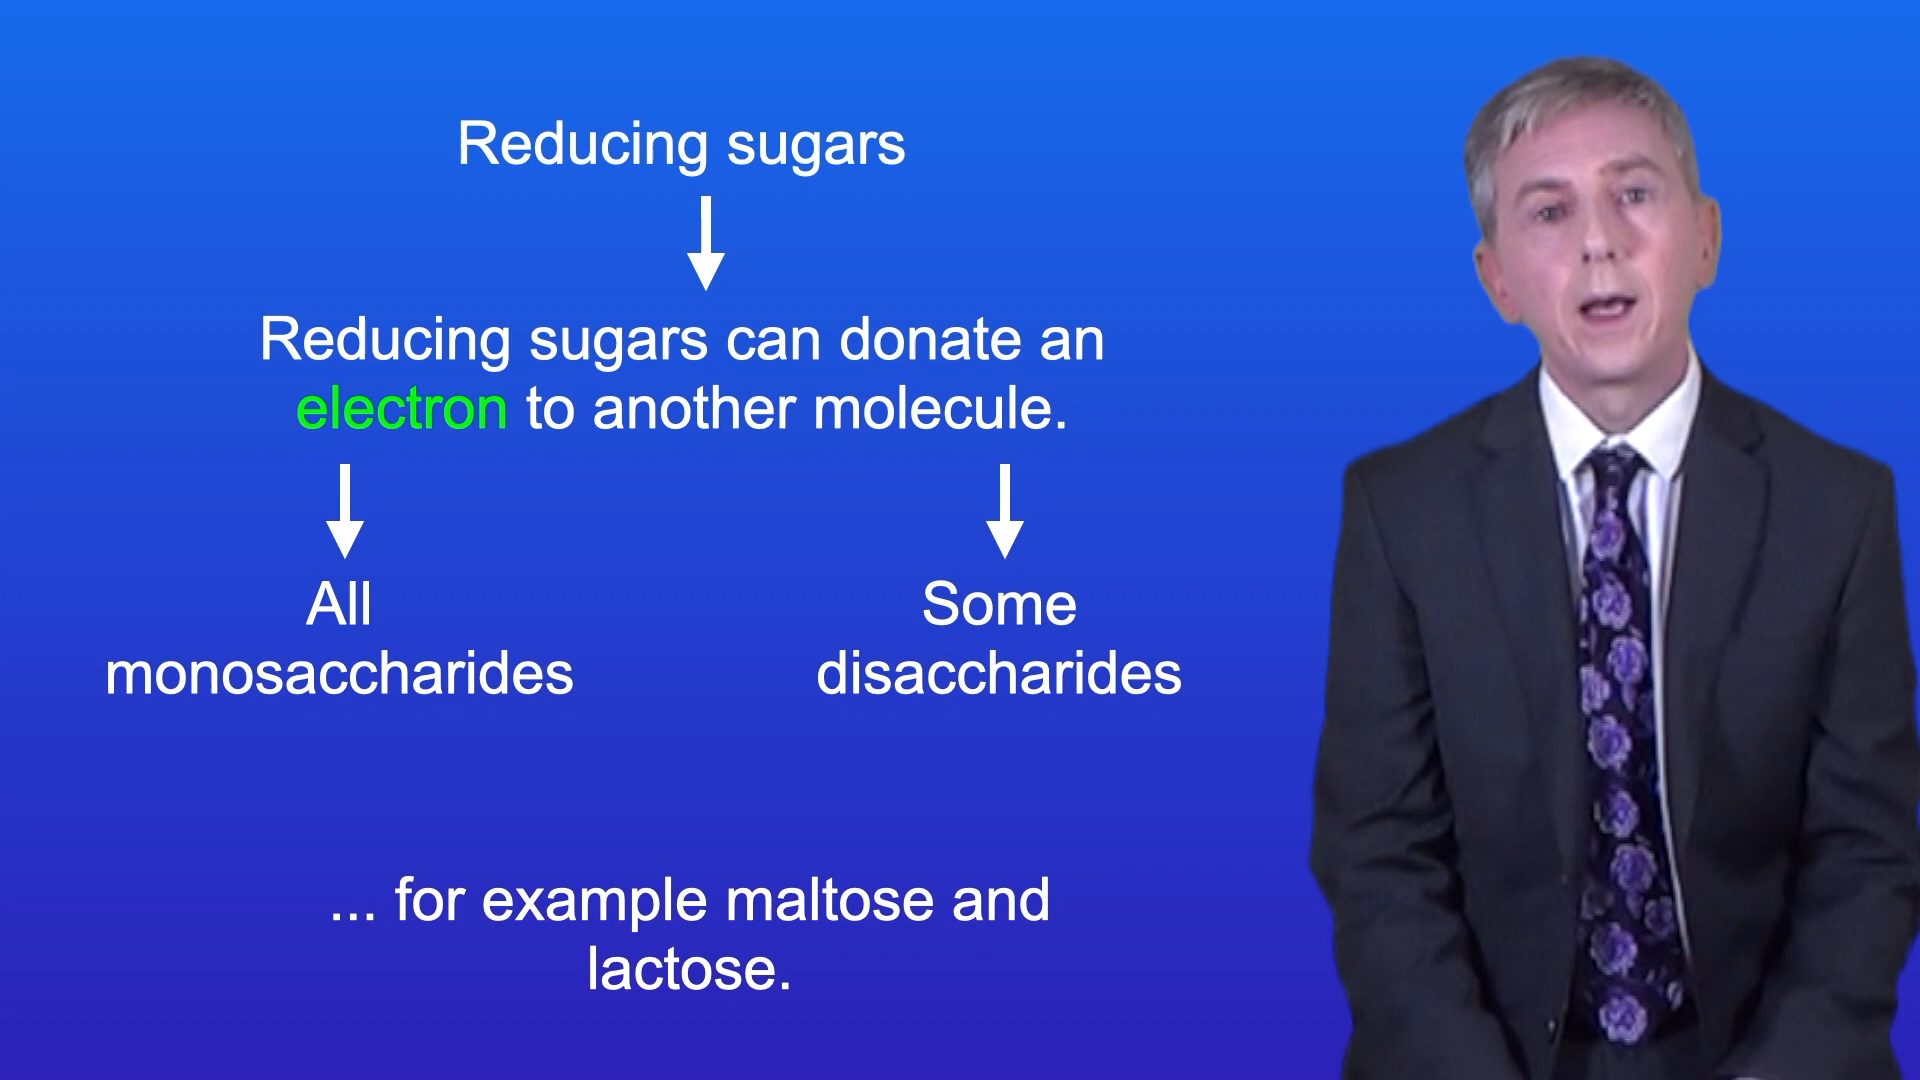 Reducing sugars
Reducing sugars can donate an
electron to another molecule.
All
monosaccharides
Some
disaccharides
... for example maltose and
lactose.